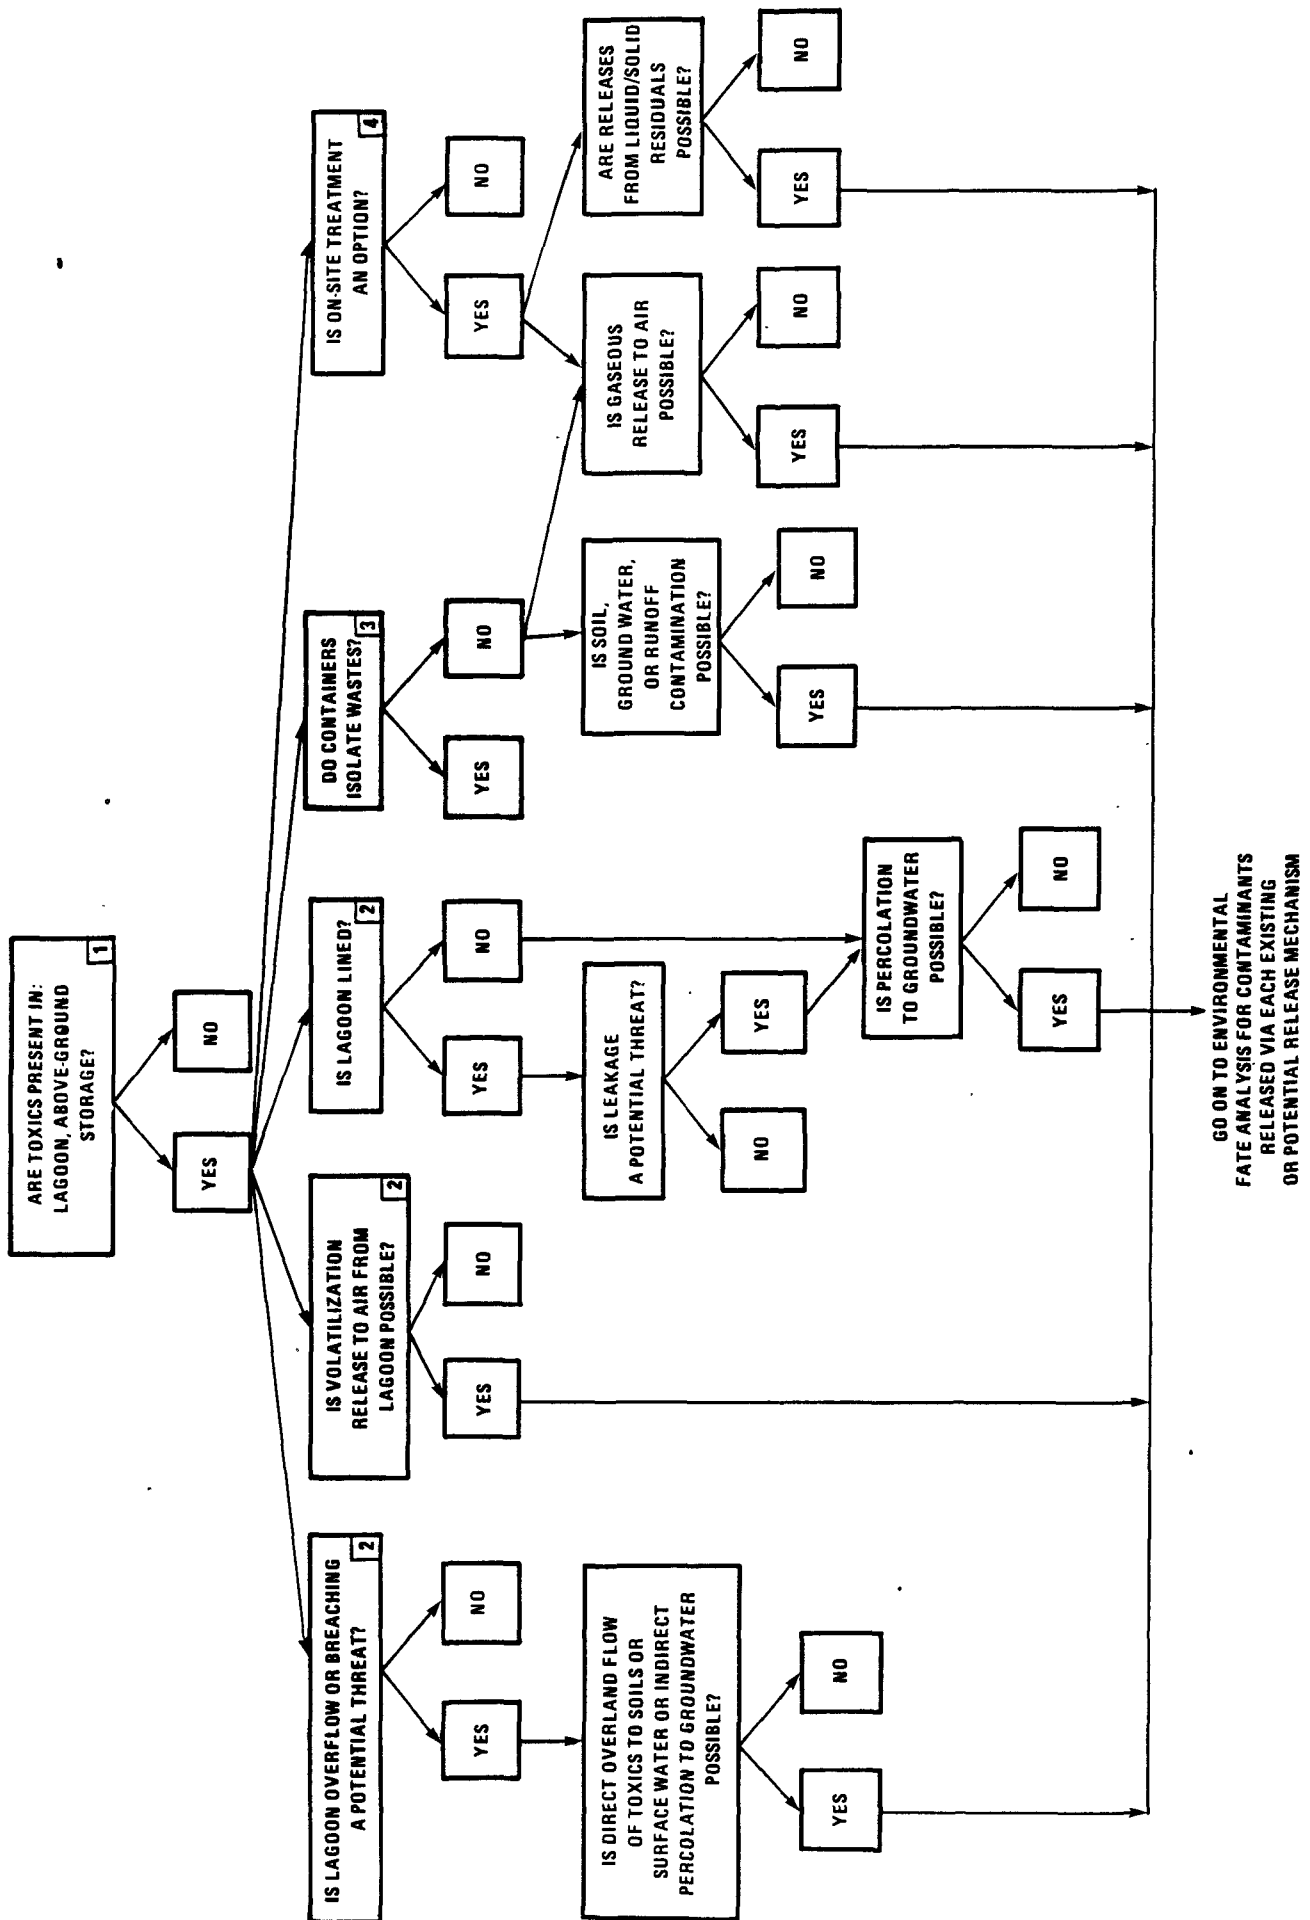 ARE TOXICS PRESENT IN:
LAGOON, ABOVE-GROUND
STORAGE?
1
YES
NO
IS LAGOON OVERFLOW OR BREACHING
A POTENTIAL THREAT?
2
IS VOLATILIZATION
RELEASE TO AIR FROM
LAGOON POSSIBLE?
2
IS LAGOON LINED?
2
DO CONTAINERS
ISOLATE WASTES?
3
IS ON-SITE TREATMENT
AN OPTION?
4
YES
NO
YES
NO
YES
NO
YES
NO
YES
NO
IS DIRECT OVERLAND FLOW
OF TOXICS TO SOILS OR
SURFACE WATER OR INDIRECT
PERCOLATION TO GROUNDWATER
POSSIBLE?
IS LEAKAGE
A POTENTIAL THREAT?
IS SOIL,
GROUND WATER,
OR RUNOFF
CONTAMINATION
POSSIBLE?
IS GASEOUS
RELEASE TO AIR
POSSIBLE?
ARE RELEASES
FROM LIQUID/SOLID
RESIDUALS
POSSIBLE?
YES
NO
NO
YES
YES
NO
YES
NO
YES
NO
IS PERCOLATION
TO GROUNDWATER
POSSIBLE?
YES
NO
GO ON TO ENVIRONMENTAL
FATE ANALYSIS FOR CONTAMINANTS
RELEASED VIA EACH EXISTING
OR POTENTIAL RELEASE MECHANISM